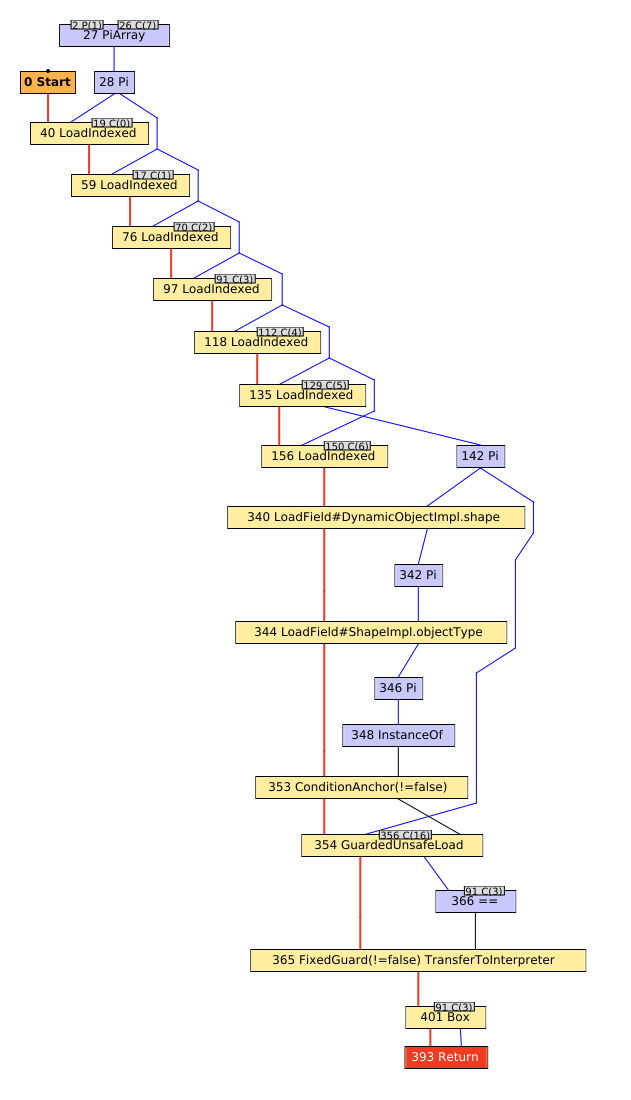 2 P(1) 26 C(7)
27 PiArray
0 Start
28 Pi
19 C(0)
40 LoadIndexed
17 C(1)
59 LoadIndexed
70 C(2)
76 LoadIndexed
91 C(3)
97 LoadIndexed
112 C(4)
118 LoadIndexed
129 C(5)
135 LoadIndexed
150 C(6)
156 LoadIndexed
142 Pi
340 LoadField#DynamicObjectImpl.shape
342 Pi
344 LoadField#ShapeImpl.objectType
346 Pi
348 InstanceOf
353 ConditionAnchor(!=false)
356 C(16)
354 GuardedUnsafeLoad
91 C(3)
366 ==
365 FixedGuard(!=false) TransferToInterpreter
91 C(3)
401 Box
393 Return